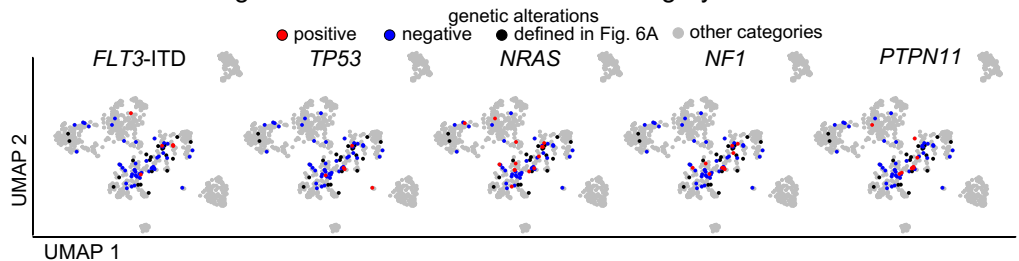 genetic alterations
positive negative defined in Fig. 6A other categories
FLT3-ITD TP53 NRAS NF1 PTPN11
UMAP 2
UMAP 1